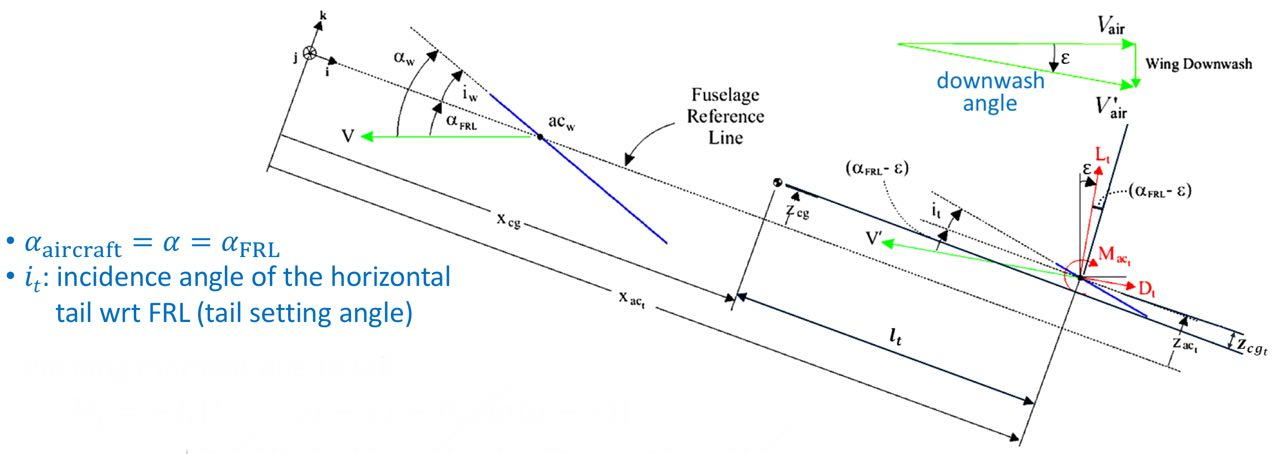 k
j
i
α_w
i_w
α_FRL
V
ac_w
Fuselage
Reference
Line
V_air
ε
Wing Downwash
downwash
angle
V'_air
L_t
ε
(α_FRL - ε)
(α_FRL - ε)
i_t
z_cg
V'
M_ac_t
D_t
x_cg
x_ac_t
l_t
z_ac_t
z_cg_t
• α_aircraft = α = α_FRL
• i_t: incidence angle of the horizontal
tail wrt FRL (tail setting angle)